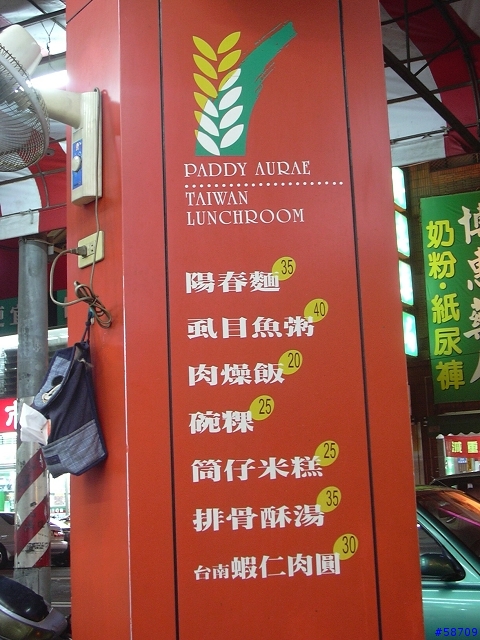 PADDY AURAE
TAIWAN
LUNCHROOM
陽春麵 35
虱目魚粥 40
肉燥飯 20
碗粿 25
筒仔米糕 25
排骨酥湯 35
台南蝦仁肉圓 30
奶粉·紙尿褲
減重
#58709